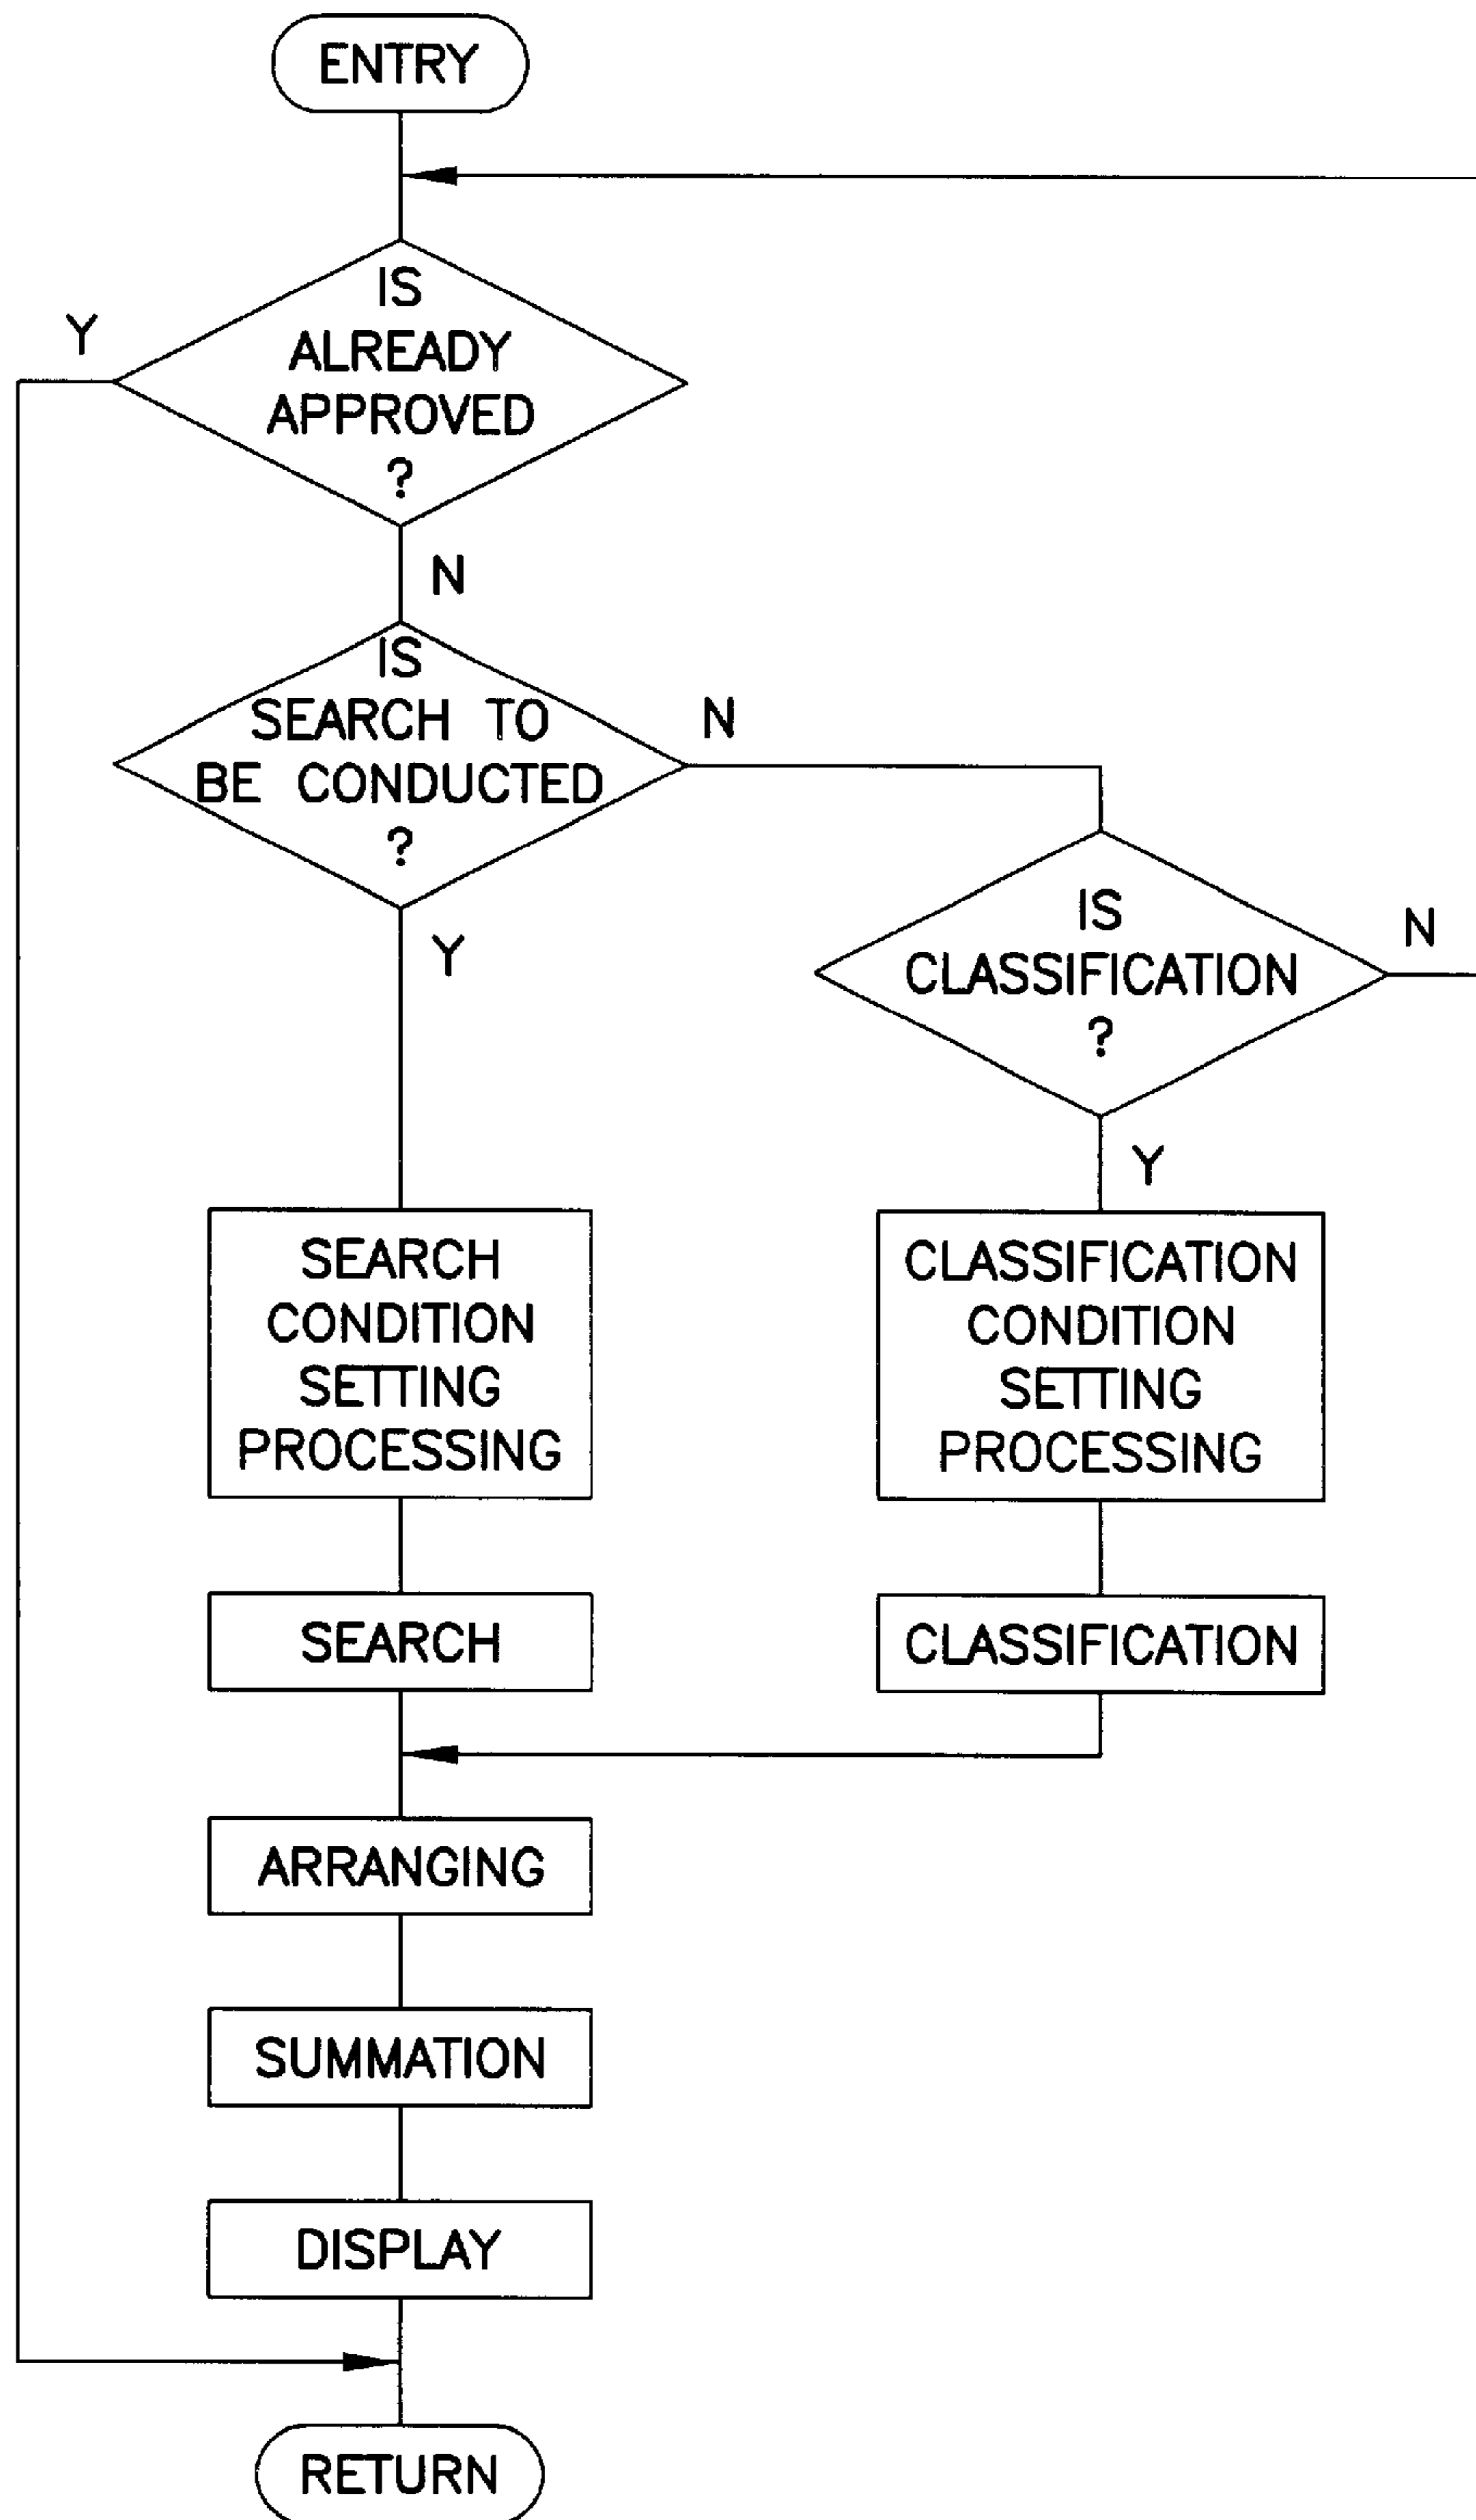 ENTRY
IS
ALREADY
APPROVED
?
Y
N
IS
SEARCH TO
BE CONDUCTED
?
N
Y
IS
CLASSIFICATION
?
N
Y
SEARCH
CONDITION
SETTING
PROCESSING
CLASSIFICATION
CONDITION
SETTING
PROCESSING
SEARCH
CLASSIFICATION
ARRANGING
SUMMATION
DISPLAY
RETURN